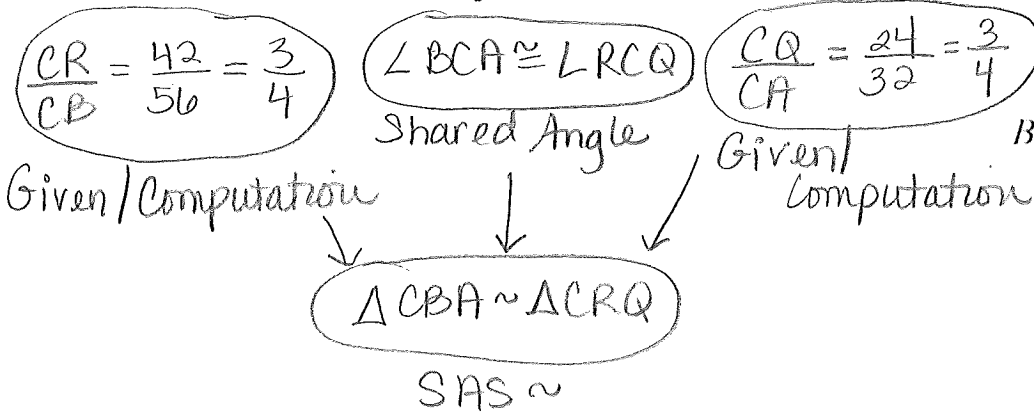 CR/CB = 42/56 = 3/4
Given/Computation
∠BCA ≅ ∠RCQ
Shared Angle
CQ/CA = 24/32 = 3/4
Given/
Computation
B
ΔCBA ~ ΔCRQ
SAS ~